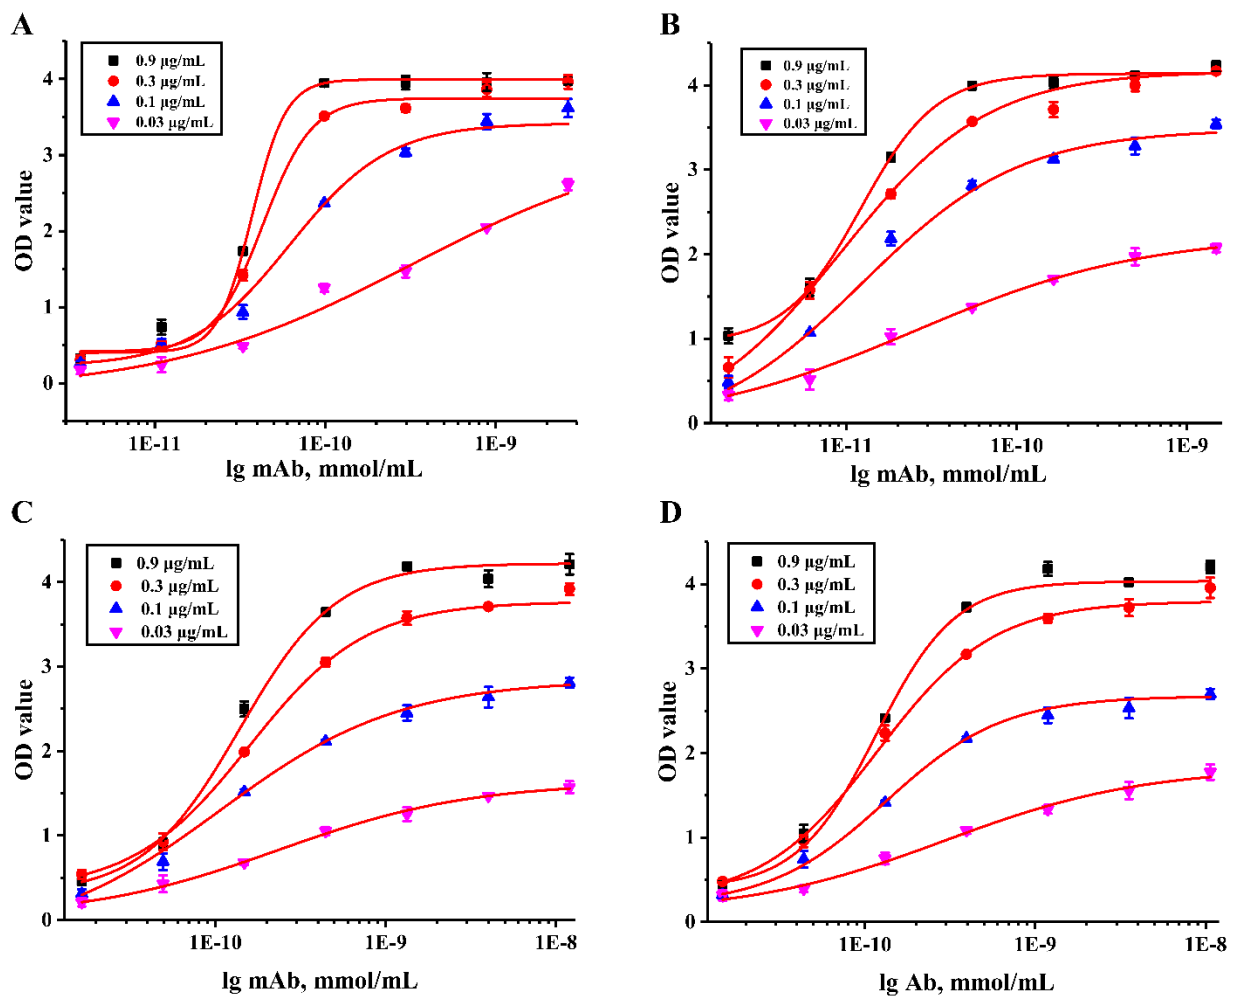 A
0.9 µg/mL
0.3 µg/mL
0.1 µg/mL
0.03 µg/mL
4
3
2
1
0
OD value
1E-11
1E-10
1E-9
lg mAb, mmol/mL
B
0.9 µg/mL
0.3 µg/mL
0.1 µg/mL
0.03 µg/mL
4
3
2
1
0
OD value
1E-11
1E-10
1E-9
lg mAb, mmol/mL
C
0.9 µg/mL
0.3 µg/mL
0.1 µg/mL
0.03 µg/mL
4
3
2
1
0
OD value
1E-10
1E-9
1E-8
lg mAb, mmol/mL
D
0.9 µg/mL
0.3 µg/mL
0.1 µg/mL
0.03 µg/mL
4
3
2
1
0
OD value
1E-10
1E-9
1E-8
lg Ab, mmol/mL